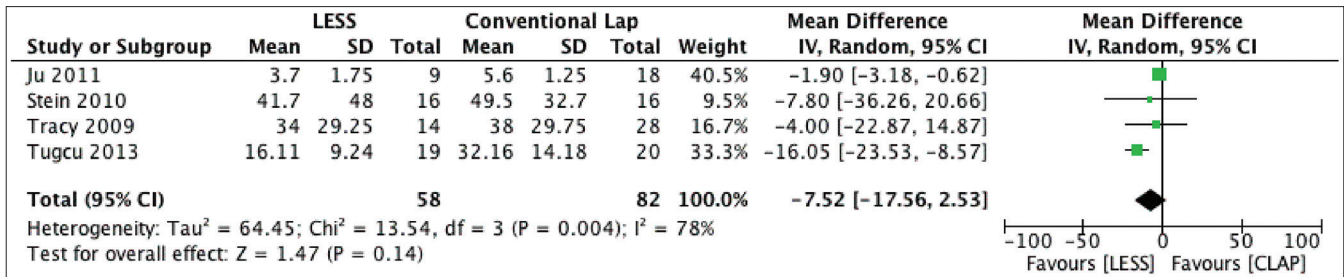 LESS Conventional Lap Mean Difference Mean Difference
Study or Subgroup Mean SD Total Mean SD Total Weight IV, Random, 95% CI IV, Random, 95% CI
Ju 2011 3.7 1.75 9 5.6 1.25 18 40.5% −1.90 [−3.18, −0.62]
Stein 2010 41.7 48 16 49.5 32.7 16 9.5% −7.80 [−36.26, 20.66]
Tracy 2009 34 29.25 14 38 29.75 28 16.7% −4.00 [−22.87, 14.87]
Tugcu 2013 16.11 9.24 19 32.16 14.18 20 33.3% −16.05 [−23.53, −8.57]
Total (95% CI) 58 82 100.0% −7.52 [−17.56, 2.53]
Heterogeneity: Tau² = 64.45; Chi² = 13.54, df = 3 (P = 0.004); I² = 78%
Test for overall effect: Z = 1.47 (P = 0.14)
−100 −50 0 50 100
Favours [LESS] Favours [CLAP]